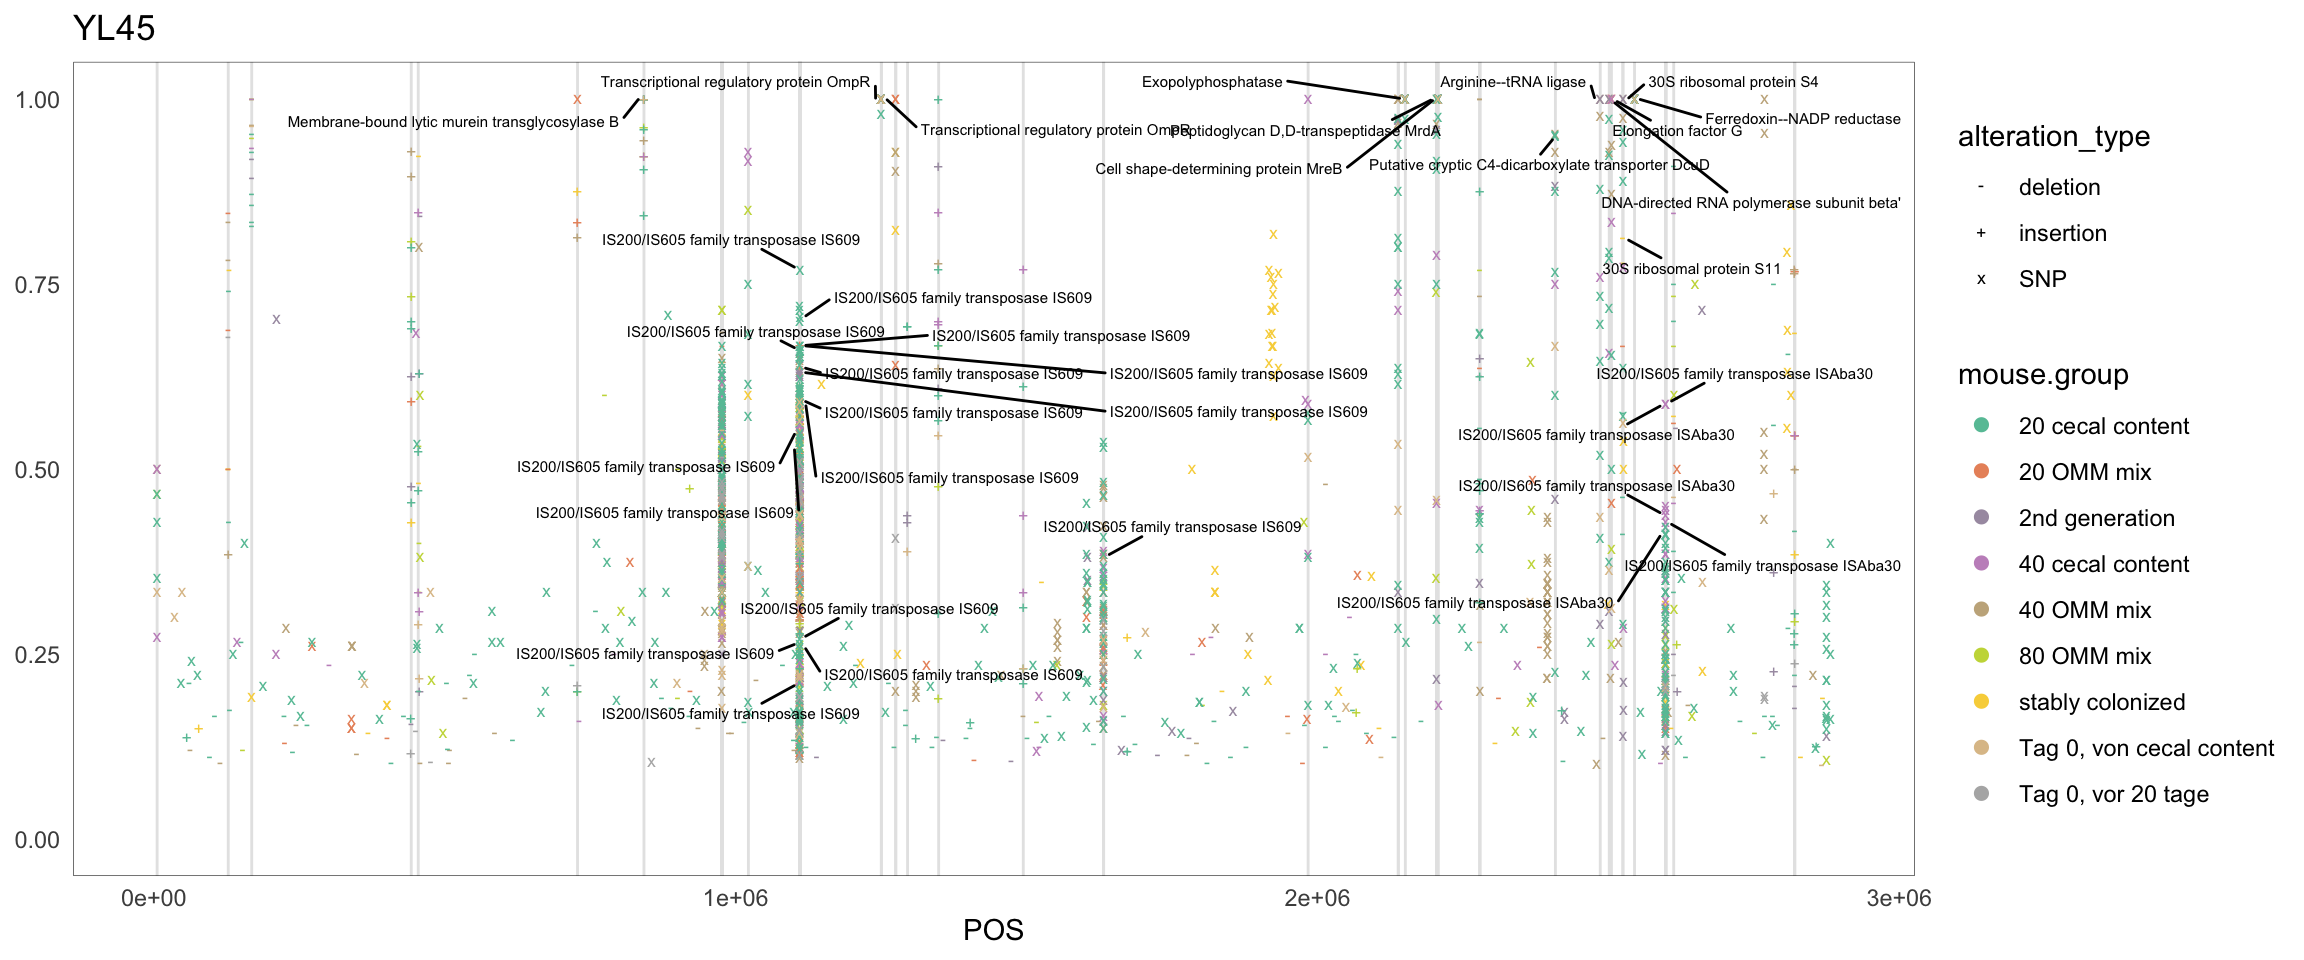 YL45
Transcriptional regulatory protein OmpR
Exopolyphosphatase
Arginine--tRNA ligase
30S ribosomal protein S4
1.00
Membrane-bound lytic murein transglycosylase B
Transcriptional regulatory protein OmpR
Peptidoglycan D,D-transpeptidase MrdA
Elongation factor G
Ferredoxin--NADP reductase
Cell shape-determining protein MreB
Putative cryptic C4-dicarboxylate transporter DcuD
DNA-directed RNA polymerase subunit beta'
IS200/IS605 family transposase IS609
30S ribosomal protein S11
0.75
IS200/IS605 family transposase IS609
IS200/IS605 family transposase IS609
IS200/IS605 family transposase IS609
IS200/IS605 family transposase IS609
IS200/IS605 family transposase IS609
IS200/IS605 family transposase ISAba30
IS200/IS605 family transposase IS609
IS200/IS605 family transposase IS609
IS200/IS605 family transposase ISAba30
0.50
IS200/IS605 family transposase IS609
IS200/IS605 family transposase IS609
IS200/IS605 family transposase ISAba30
IS200/IS605 family transposase IS609
IS200/IS605 family transposase IS609
IS200/IS605 family transposase ISAba30
IS200/IS605 family transposase IS609
IS200/IS605 family transposase ISAba30
0.25
IS200/IS605 family transposase IS609
IS200/IS605 family transposase IS609
IS200/IS605 family transposase IS609
0.00
0e+00
1e+06
2e+06
3e+06
POS
alteration_type
- deletion
+ insertion
x SNP
mouse.group
20 cecal content
20 OMM mix
2nd generation
40 cecal content
40 OMM mix
80 OMM mix
stably colonized
Tag 0, von cecal content
Tag 0, vor 20 tage